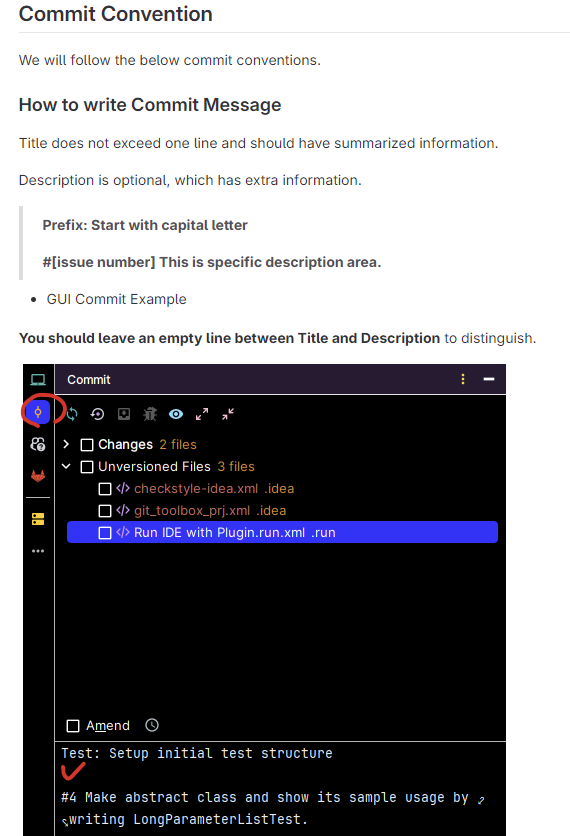 Commit Convention
We will follow the below commit conventions.
How to write Commit Message
Title does not exceed one line and should have summarized information.
Description is optional, which has extra information.
Prefix: Start with capital letter
#[issue number] This is specific description area.
• GUI Commit Example
You should leave an empty line between Title and Description to distinguish.
Commit
Changes 2 files
Unversioned Files 3 files
checkstyle-idea.xml .idea
git_toolbox_prj.xml .idea
Run IDE with Plugin.run.xml .run
Amend
Test: Setup initial test structure
#4 Make abstract class and show its sample usage by
writing LongParameterListTest.